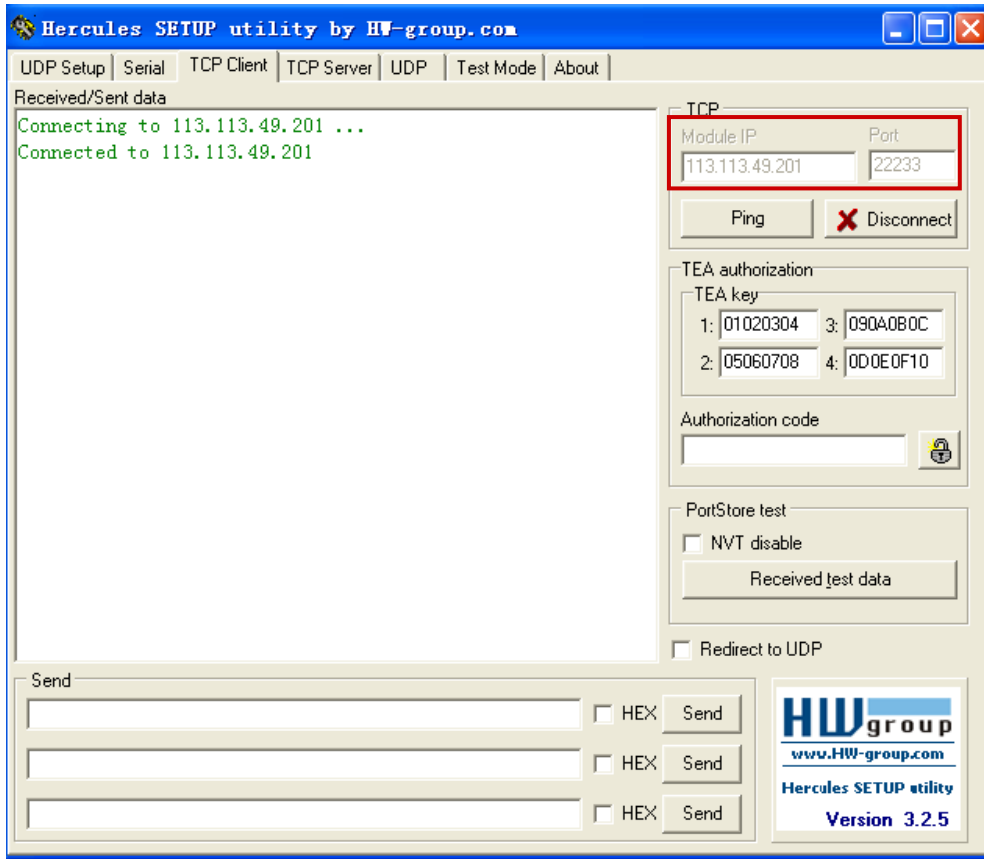 Hercules SETUP utility by HW-group.com
UDP Setup Serial TCP Client TCP Server UDP Test Mode About
Received/Sent data
Connecting to 113.113.49.201 ...
Connected to 113.113.49.201
TCP
Module IP Port
113.113.49.201 22233
Ping Disconnect
TEA authorization
TEA key
1: 01020304 3: 090A0B0C
2: 05060708 4: 0D0E0F10
Authorization code
PortStore test
NVT disable
Received test data
Redirect to UDP
Send
HEX Send
HEX Send
HEX Send
HW group
www.HW-group.com
Hercules SETUP utility
Version 3.2.5